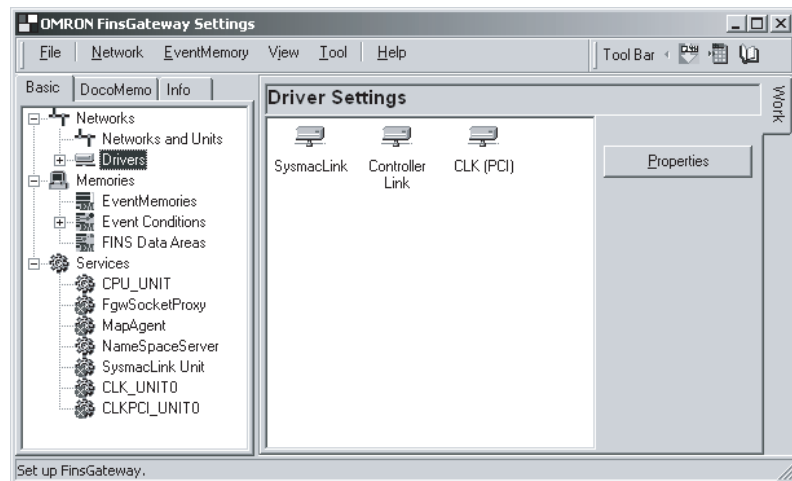 OMRON FinsGateway Settings
File Network EventMemory View Tool Help Tool Bar
Basic DocoMemo Info
Networks
Networks and Units
Drivers
Memories
EventMemories
Event Conditions
FINS Data Areas
Services
CPU_UNIT
FgwSocketProxy
MapAgent
NameSpaceServer
SysmacLink Unit
CLK_UNIT0
CLKPCI_UNIT0
Driver Settings
SysmacLink
Controller
Link
CLK (PCI)
Properties
Work
Set up FinsGateway.